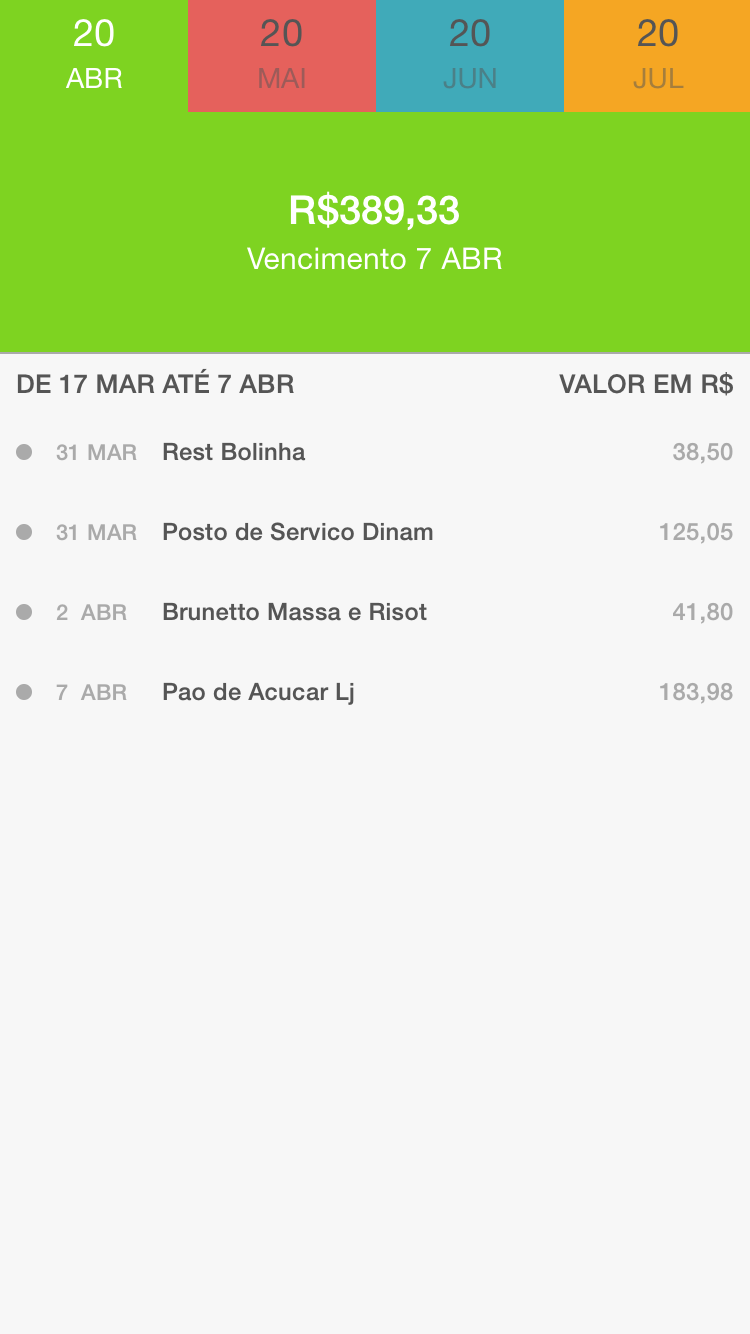 20 20 20 20
ABR MAI JUN JUL
R$389,33
Vencimento 7 ABR
DE 17 MAR ATÉ 7 ABR VALOR EM R$
31 MAR Rest Bolinha 38,50
31 MAR Posto de Servico Dinam 125,05
2 ABR Brunetto Massa e Risot 41,80
7 ABR Pao de Acucar Lj 183,98